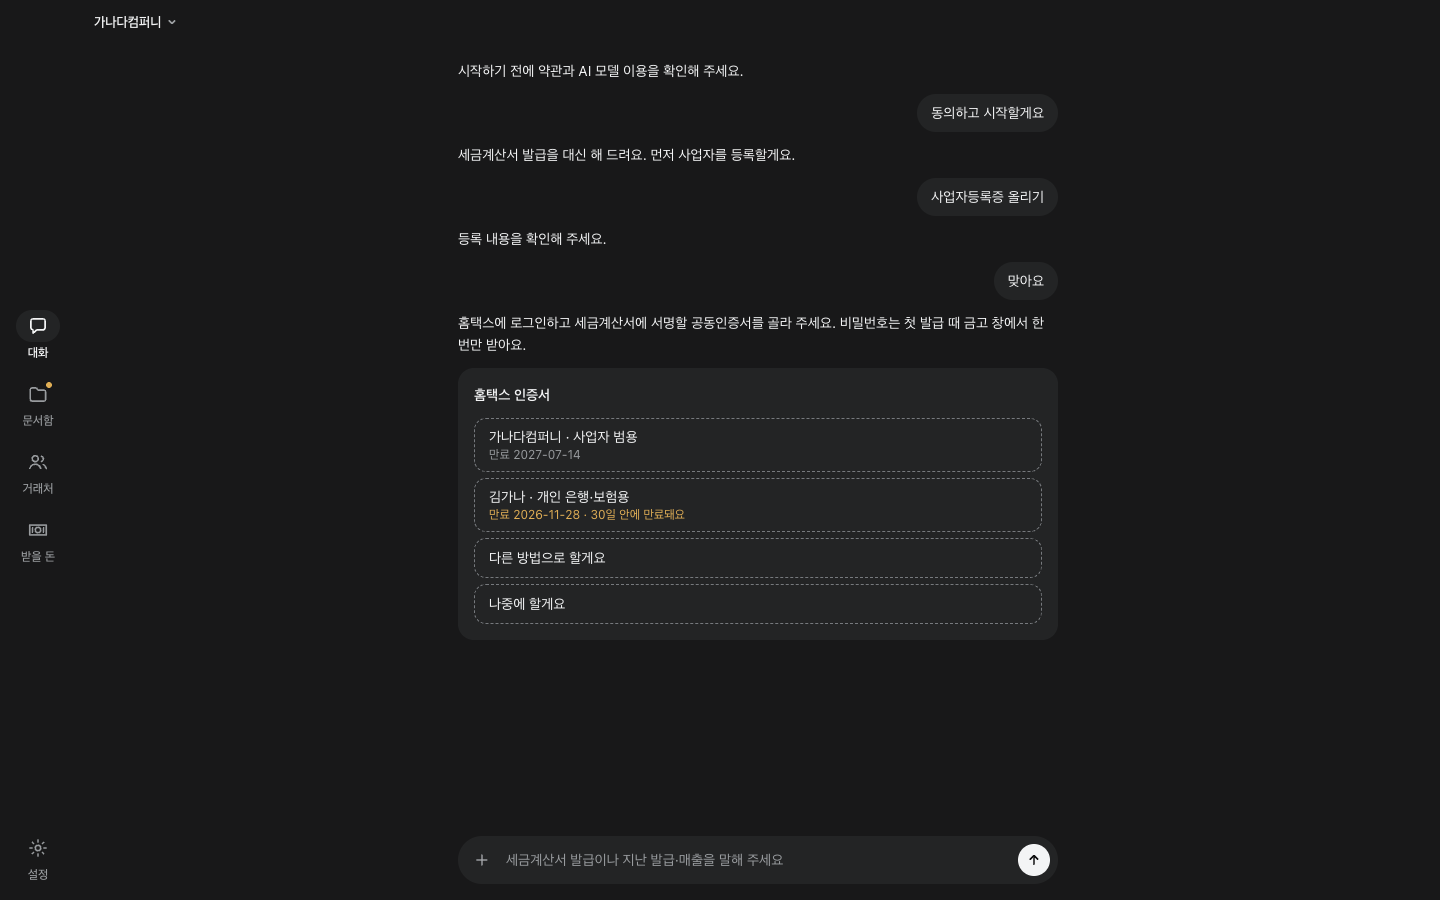 가나다컴퍼니
시작하기 전에 약관과 AI 모델 이용을 확인해 주세요.
동의하고 시작할게요
세금계산서 발급을 대신 해 드려요. 먼저 사업자를 등록할게요.
사업자등록증 올리기
등록 내용을 확인해 주세요.
맞아요
홈택스에 로그인하고 세금계산서에 서명할 공동인증서를 골라 주세요. 비밀번호는 첫 발급 때 금고 창에서 한
번만 받아요.
홈택스 인증서
가나다컴퍼니 · 사업자 범용
만료 2027-07-14
김가나 · 개인 은행·보험용
만료 2026-11-28 · 30일 안에 만료돼요
다른 방법으로 할게요
나중에 할게요
대화
문서함
거래처
받을 돈
설정
세금계산서 발급이나 지난 발급·매출을 말해 주세요